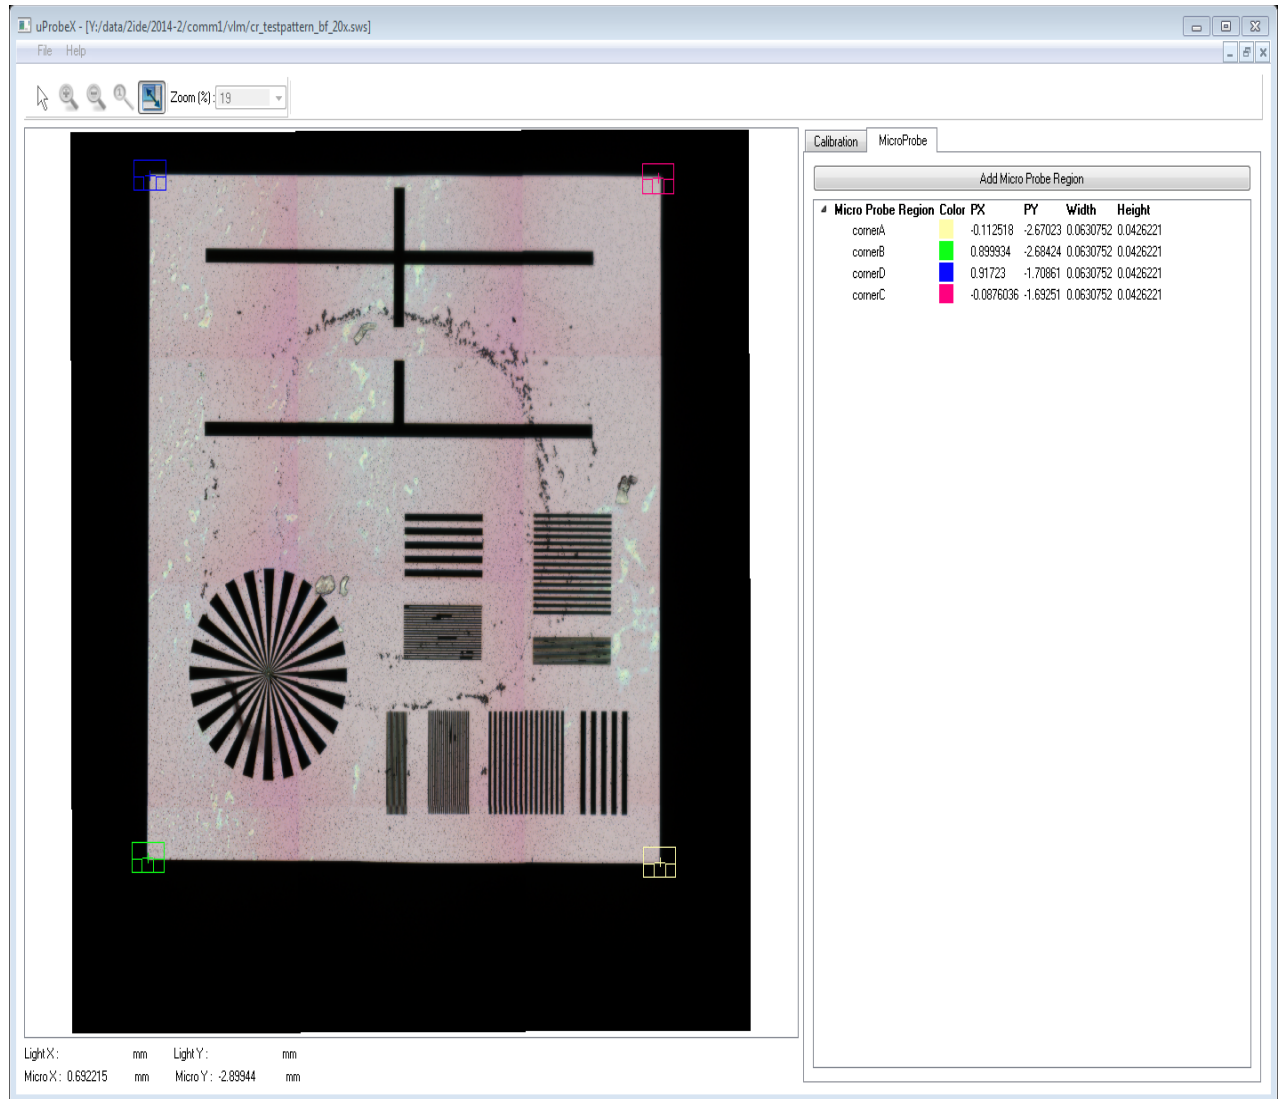 uProbeX - [Y:/data/2ide/2014-2/comm1/vlm/cr_testpattern_bf_20x.sws]
File Help
1 Zoom (%): 19
Calibration MicroProbe
Add Micro Probe Region
Micro Probe Region Color PX PY Width Height
cornerA -0.112518 -2.67023 0.0630752 0.0426221
cornerB 0.899934 -2.68424 0.0630752 0.0426221
cornerD 0.91723 -1.70861 0.0630752 0.0426221
cornerC -0.0876036 -1.69251 0.0630752 0.0426221
Light X : mm Light Y : mm
Micro X : 0.692215 mm Micro Y : -2.89944 mm